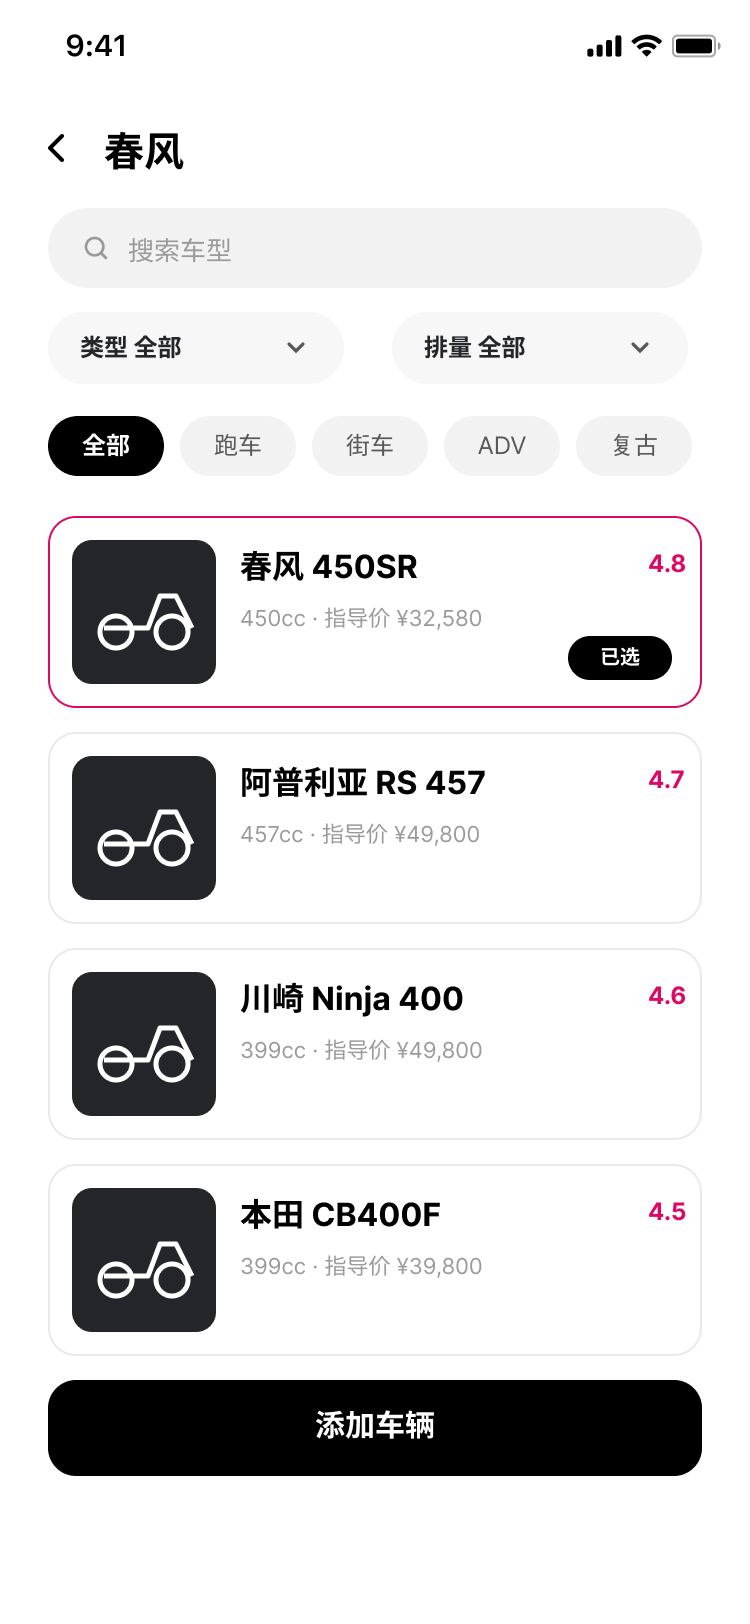 9:41
春风
搜索车型
类型 全部
排量 全部
全部 跑车 街车 ADV 复古
春风 450SR
4.8
450cc · 指导价 ¥32,580
已选
阿普利亚 RS 457
4.7
457cc · 指导价 ¥49,800
川崎 Ninja 400
4.6
399cc · 指导价 ¥49,800
本田 CB400F
4.5
399cc · 指导价 ¥39,800
添加车辆